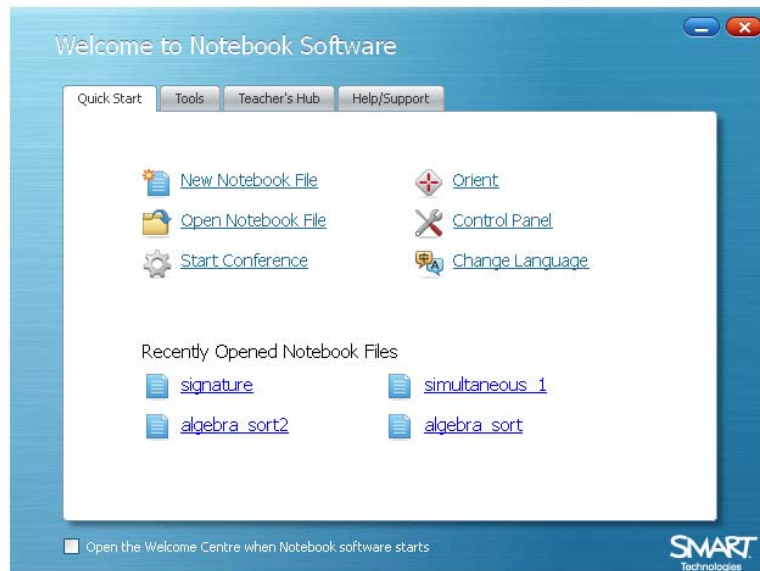 Welcome to Notebook Software
Quick Start Tools Teacher's Hub Help/Support
New Notebook File Orient
Open Notebook File Control Panel
Start Conference Change Language
Recently Opened Notebook Files
signature simultaneous_1
algebra_sort2 algebra_sort
Open the Welcome Centre when Notebook software starts
SMART
Technologies